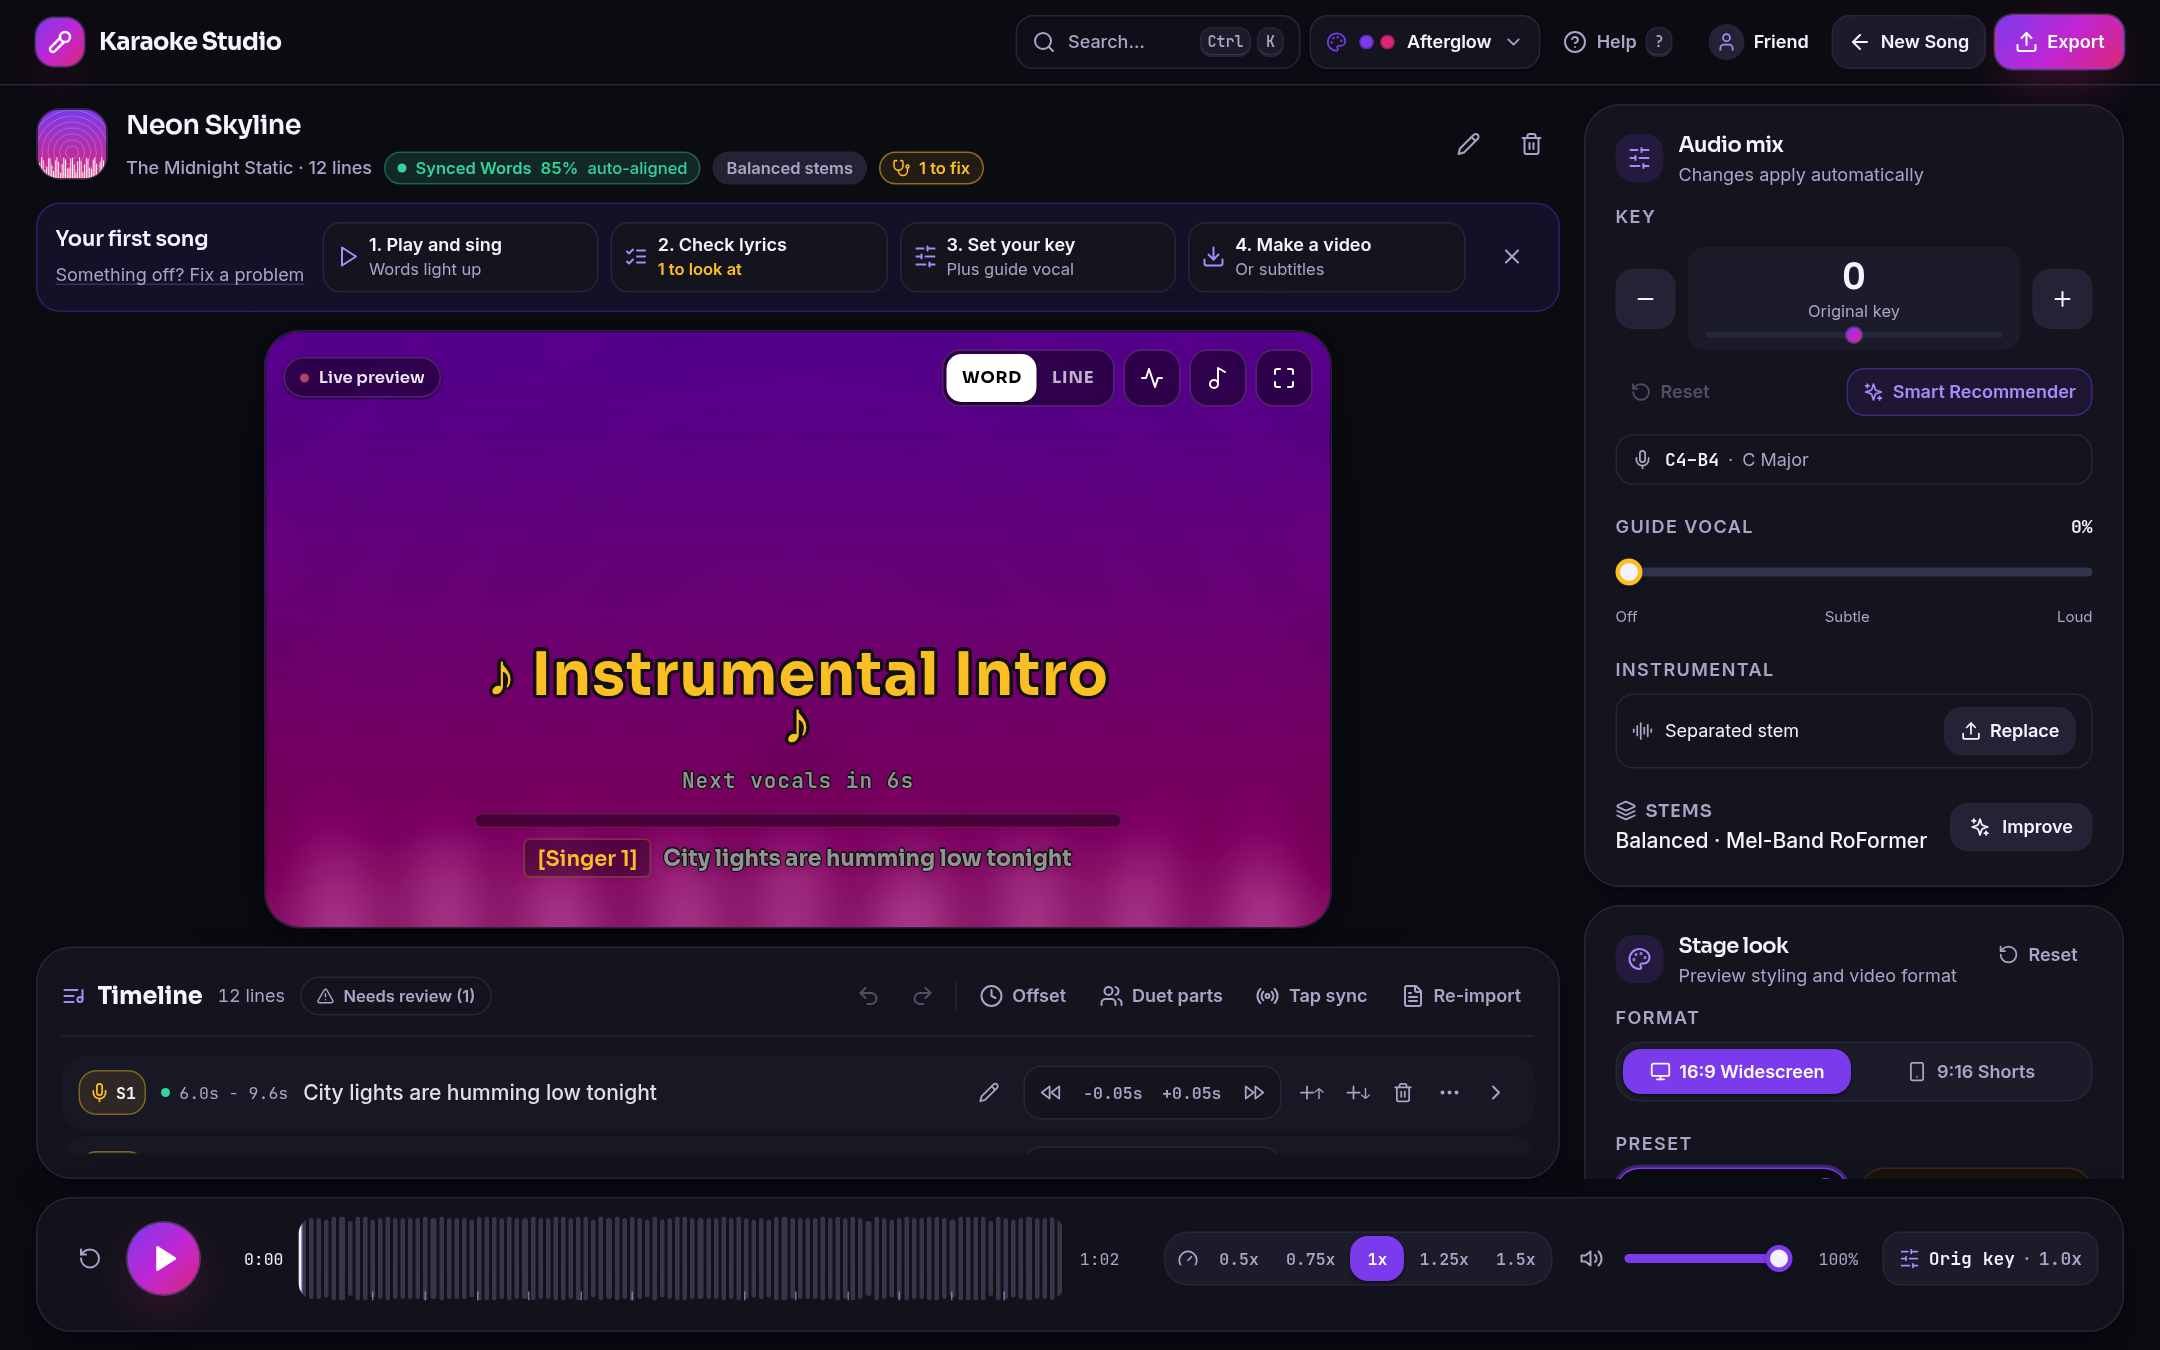 Karaoke Studio
Search... Ctrl K
Afterglow
Help ?
Friend
New Song
Export
Neon Skyline
The Midnight Static · 12 lines
Synced Words 85% auto-aligned
Balanced stems
1 to fix
Your first song
Something off? Fix a problem
1. Play and sing
Words light up
2. Check lyrics
1 to look at
3. Set your key
Plus guide vocal
4. Make a video
Or subtitles
Live preview
WORD LINE
♪ Instrumental Intro
♪
Next vocals in 6s
[Singer 1] City lights are humming low tonight
Audio mix
Changes apply automatically
KEY
0
Original key
Reset
Smart Recommender
C4–B4 · C Major
GUIDE VOCAL 0%
Off Subtle Loud
INSTRUMENTAL
Separated stem
Replace
STEMS
Balanced · Mel-Band RoFormer
Improve
Stage look
Preview styling and video format
Reset
FORMAT
16:9 Widescreen
9:16 Shorts
PRESET
Timeline 12 lines
Needs review (1)
Offset
Duet parts
Tap sync
Re-import
S1 6.0s - 9.6s City lights are humming low tonight
-0.05s +0.05s
0:00
1:02
0.5x 0.75x 1x 1.25x 1.5x
100%
Orig key · 1.0x